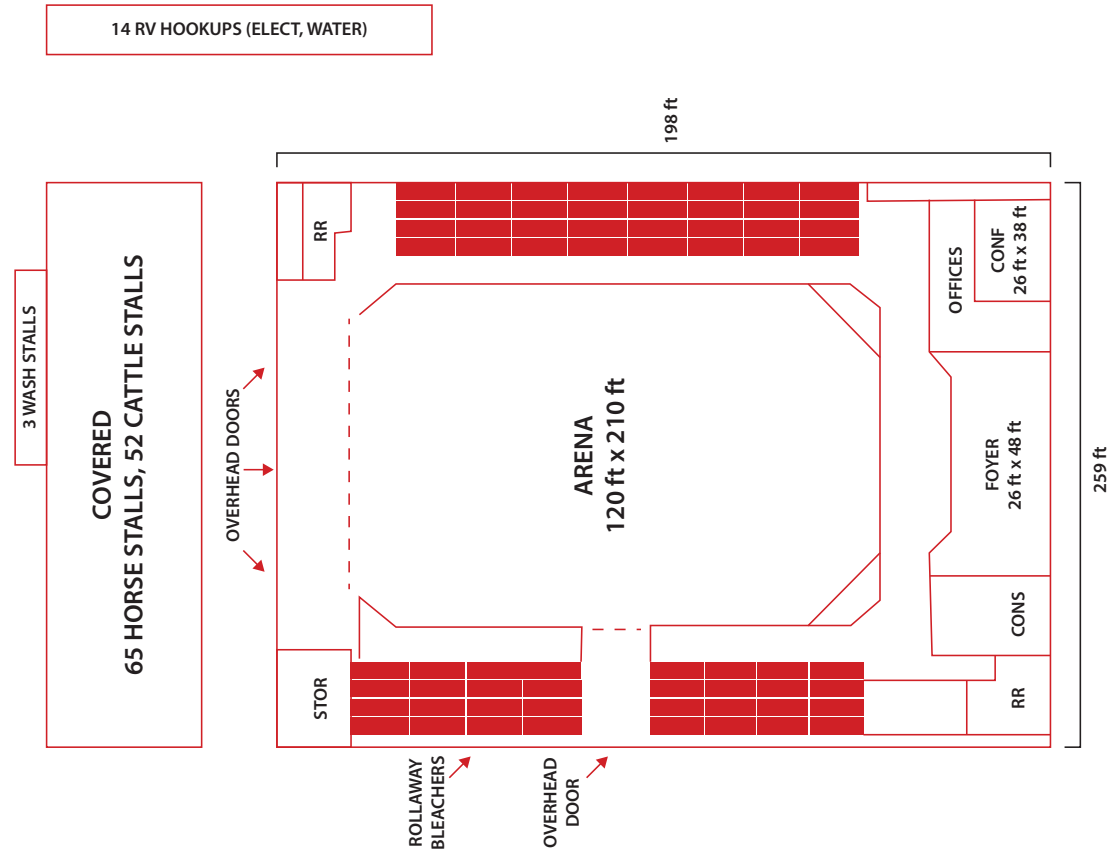 14 RV HOOKUPS (ELECT, WATER)
198 ft
3 WASH STALLS
COVERED
65 HORSE STALLS, 52 CATTLE STALLS
OVERHEAD DOORS
RR
OFFICES
CONF
26 ft x 38 ft
ARENA
120 ft x 210 ft
FOYER
26 ft x 48 ft
259 ft
CONS
STOR
RR
ROLLAWAY
BLEACHERS
OVERHEAD
DOOR